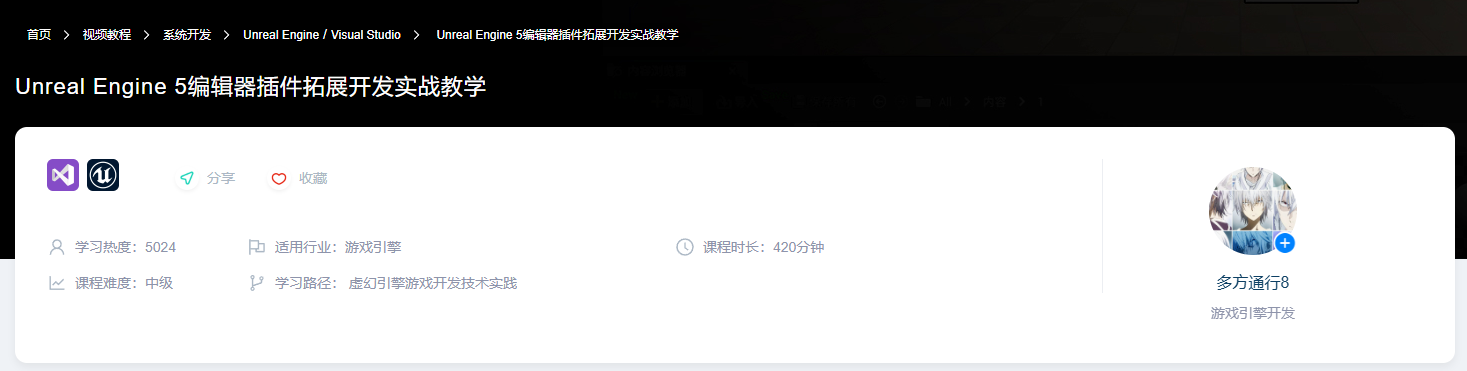 首页 > 视频教程 > 系统开发 > Unreal Engine / Visual Studio > Unreal Engine 5编辑器插件拓展开发实战教学
All > 内容 >
Unreal Engine 5编辑器插件拓展开发实战教学
分享 收藏
学习热度：5024 适用行业：游戏引擎 课程时长：420分钟
课程难度：中级 学习路径： 虚幻引擎游戏开发技术实践
多方通行8
游戏引擎开发